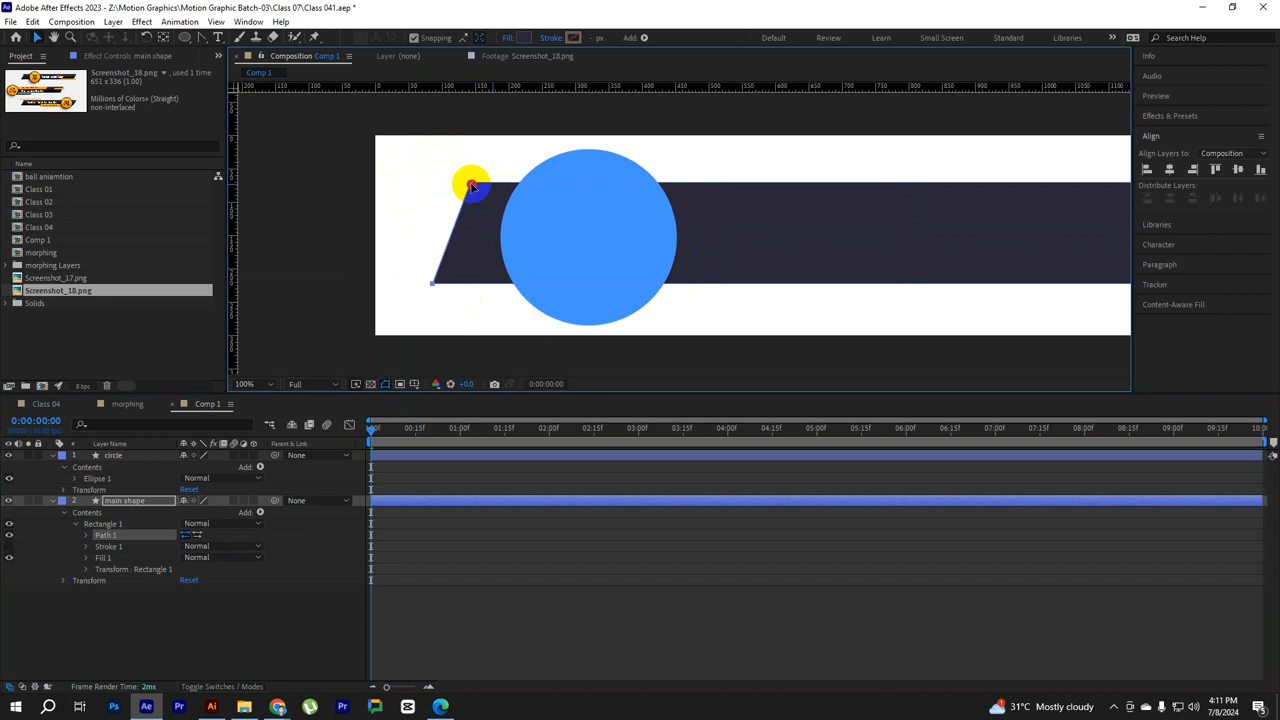 Adobe After Effects 2023 - Z:\Motion Graphics\Motion Graphic Batch-03\Class 07\Class 041.aep *
File Edit Composition Layer Effect Animation View Window Help
Snapping Fill: Stroke: - px Add: Default Review Learn Small Screen Standard Libraries Search Help
Project Effect Controls main shape Composition Comp 1 Layer (none) Footage Screenshot_18.png Info
Comp 1
Screenshot_18.png , used 1 time
651 x 336 (1.00)
Millions of Colors+ (Straight)
non-interlaced
Audio
Preview
Effects & Presets
Align
Align Layers to: Composition
Distribute Layers:
Libraries
Character
Paragraph
Tracker
Content-Aware Fill
Name
ball aniamtion
Class 01
Class 02
Class 03
Class 04
Comp 1
morphing
morphing Layers
Screenshot_17.png
Screenshot_18.png
Solids
8 bpc
100% Full +0.0 0:00:00:00
Class 04 morphing Comp 1
0:00:00:00
00000 (30.00 fps)
# Layer Name Parent & Link
00f 00:15f 01:00f 01:15f 02:00f 02:15f 03:00f 03:15f 04:00f 04:15f 05:00f 05:15f 06:00f 06:15f 07:00f 07:15f 08:00f 08:15f 09:00f 09:15f 10:0
1 circle None
Contents Add:
Ellipse 1 Normal
Transform Reset
2 main shape None
Contents Add:
Rectangle 1 Normal
Path 1
Stroke 1 Normal
Fill 1 Normal
Transform : Rectangle 1
Transform Reset
Frame Render Time: 2ms Toggle Switches / Modes
31°C Mostly cloudy 4:11 PM
7/8/2024